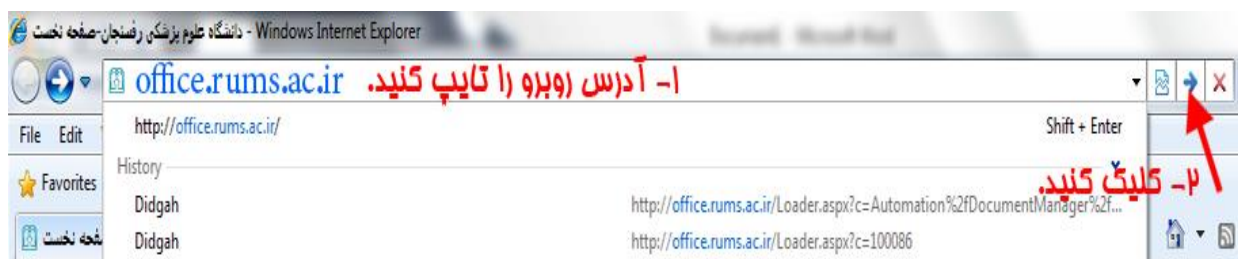 دانشگاه علوم پزشکی رفسنجان-صفحه نخست - Windows Internet Explorer
office.rums.ac.ir
۱- آدرس روبرو را تایپ کنید.
http://office.rums.ac.ir/ Shift + Enter
File Edit
History
Favorites
۲- کلیک کنید.
Didgah http://office.rums.ac.ir/Loader.aspx?c=Automation%2fDocumentManager%2f...
Didgah http://office.rums.ac.ir/Loader.aspx?c=100086
فحه نخست